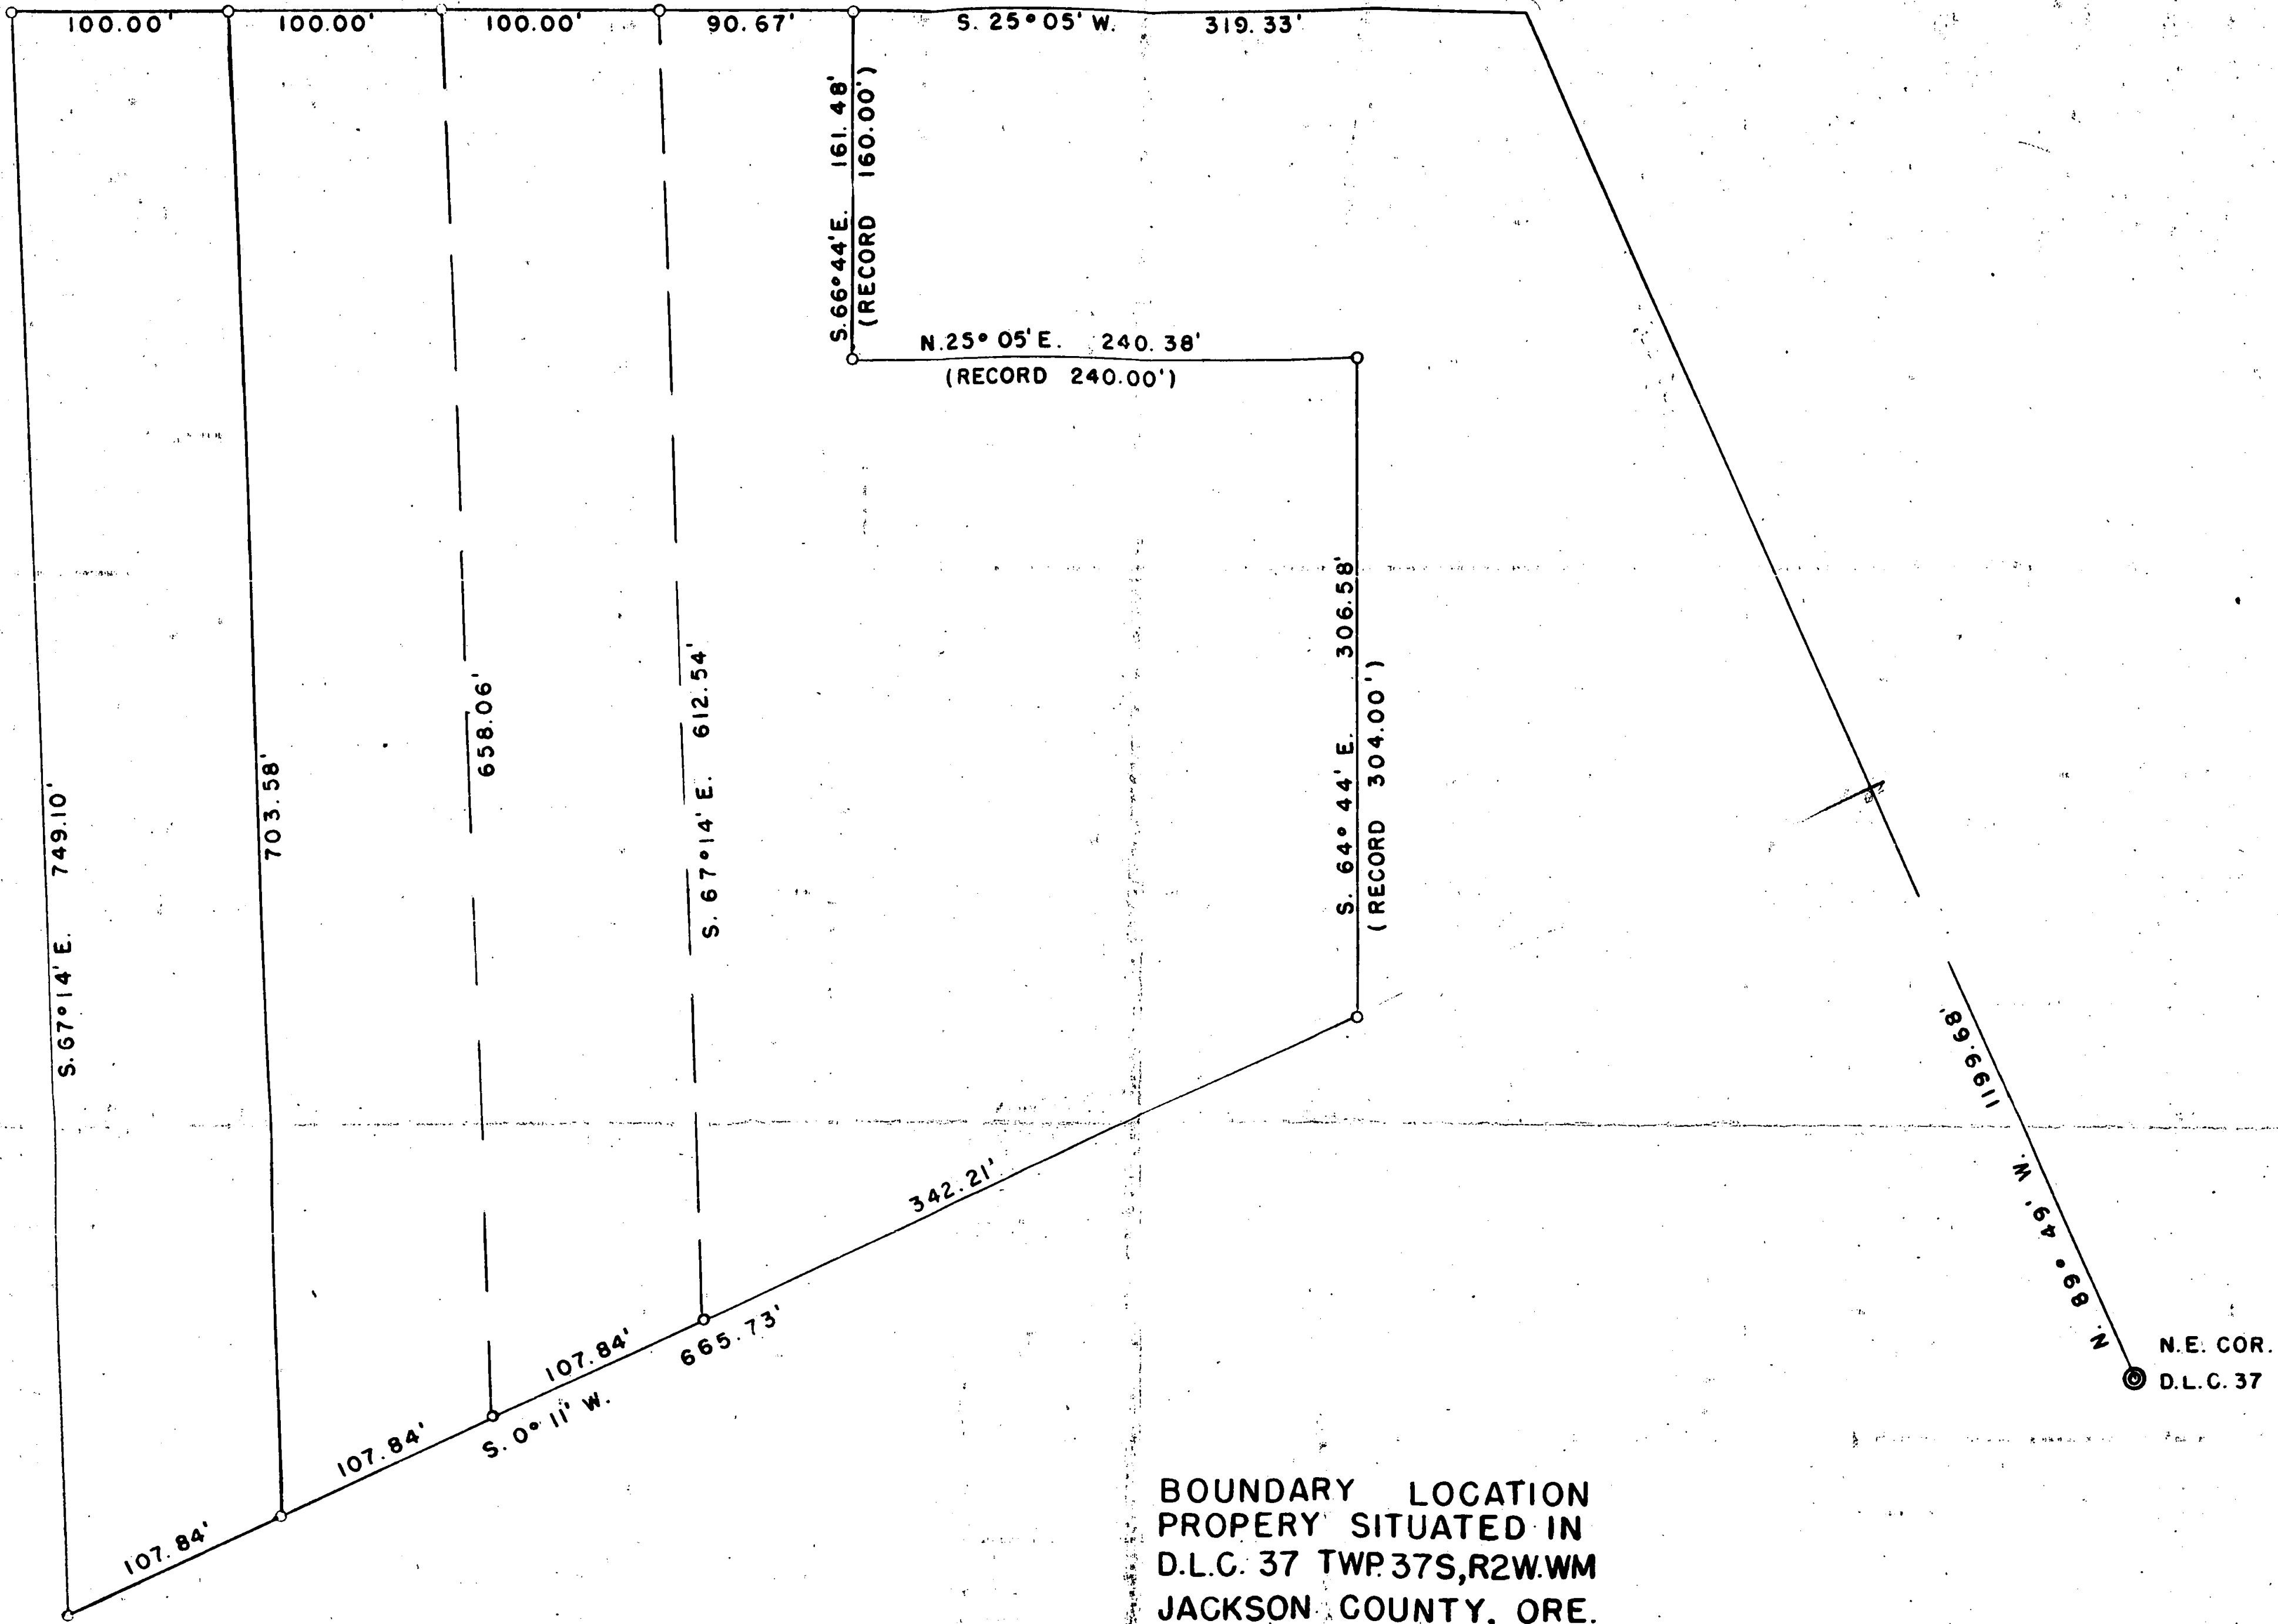 100.00'
100.00'
100.00'
90.67'
S. 25° 05' W. 319.33'
S. 66° 44' E. 161.48'
(RECORD 160.00')
N. 25° 05' E. 240.38'
(RECORD 240.00')
S. 64° 44' E. 306.58'
(RECORD 304.00')
S. 67° 14' E. 749.10'
703.58'
658.06'
S. 67° 14' E. 612.54'
342.21'
107.84'
107.84'
107.84'
S. 0° 11' W. 665.73'
N. 89° 49' W. 1199.68'
N.E. COR.
D.L.C. 37
BOUNDARY LOCATION
PROPERY SITUATED IN
D.L.C. 37 TWP. 37S, R2W. WM
JACKSON COUNTY, ORE.